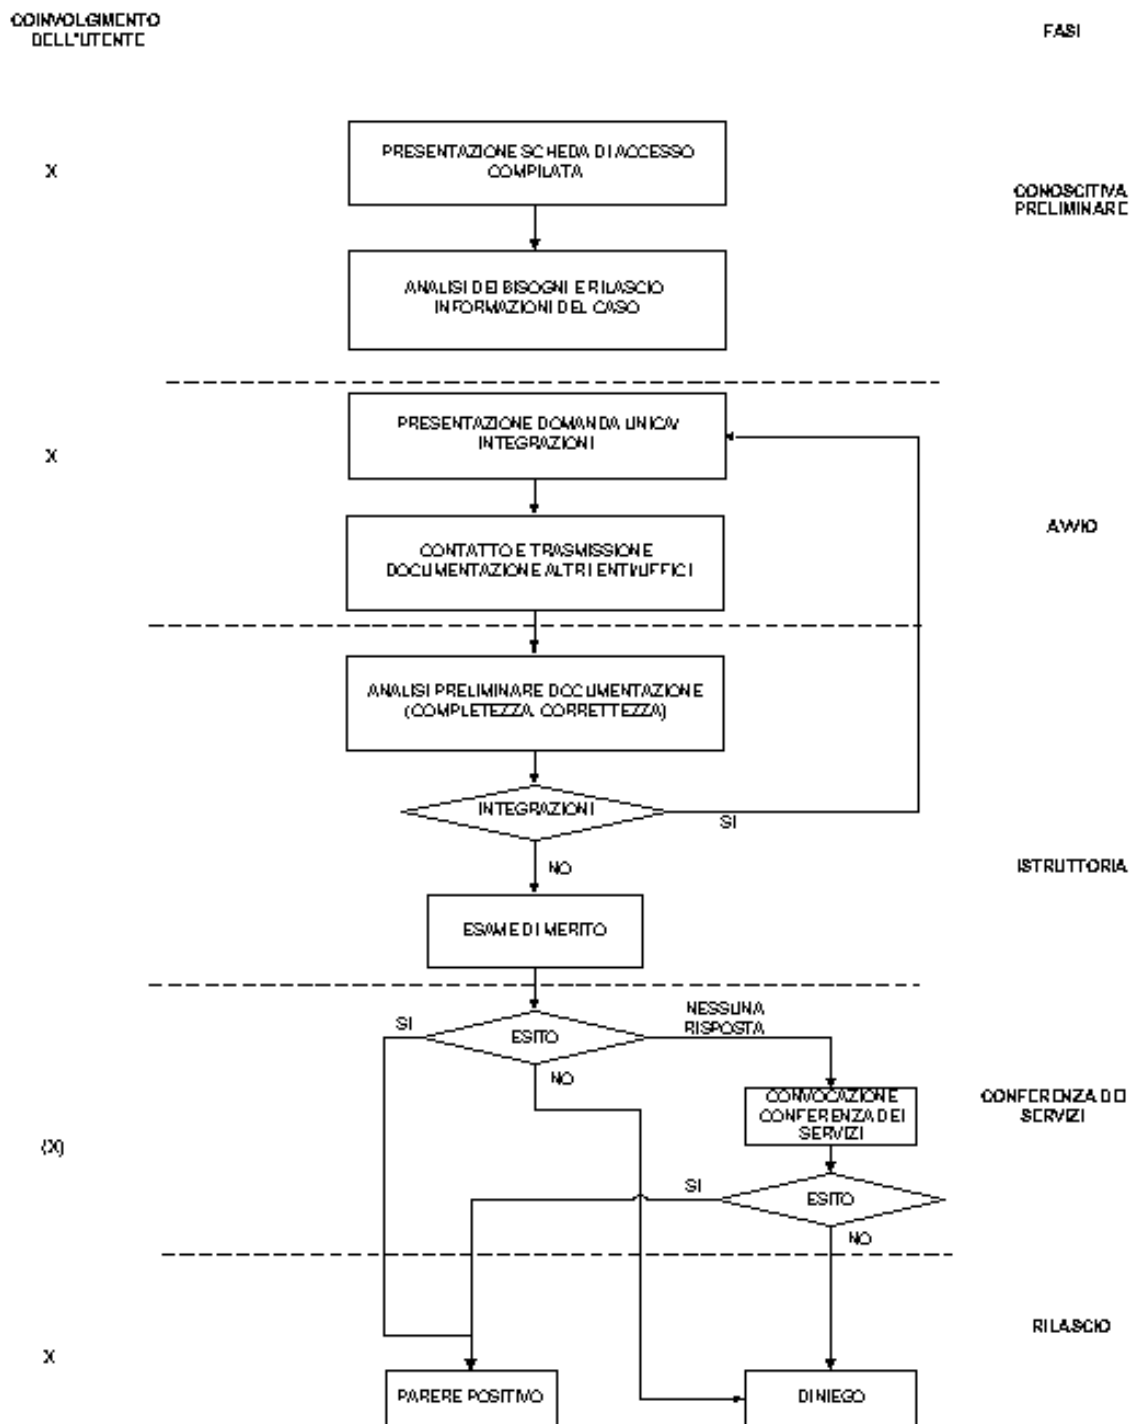 COINVOLGIMENTO
DELL'UTENTE
FASI
PRESENTAZIONE SCHEDA DI ACCESSO
COMPILATA
X
CONOSCITIVA
PRELIMINARE
ANALISI DEI BISOGNI E RILASCIO
INFORMAZIONI DEL CASO
PRESENTAZIONE DOMANDA UNICA/
INTEGRAZIONI
X
AVVIO
CONTATTO E TRASMISSIONE
DOCUMENTAZIONE ALTRI ENTI/UFFICI
ANALISI PRELIMINARE DOCUMENTAZIONE
(COMPLETEZZA, CORRETTEZZA)
INTEGRAZIONI
SI
NO
ISTRUTTORIA
ESAME DI MERITO
SI
ESITO
NESSUNA
RISPOSTA
NO
CONVOCAZIONE
CONFERENZA DEI
SERVIZI
CONFERENZA DEI
SERVIZI
(X)
SI
ESITO
NO
RILASCIO
X
PARERE POSITIVO
DINIEGO